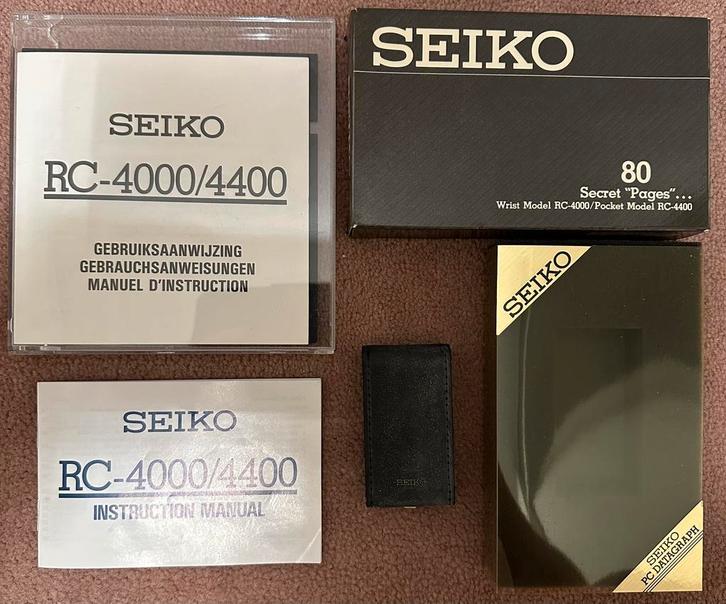 SEIKO
RC-4000/4400
GEBRUIKSAANWIJZING
GEBRAUCHSANWEISUNGEN
MANUEL D'INSTRUCTION
SEIKO
80
Secret "Pages"...
Wrist Model RC-4000/Pocket Model RC-4400
SEIKO
RC-4000/4400
INSTRUCTION MANUAL
SEIKO
SEIKO
SEIKO
PC DATAGRAPH